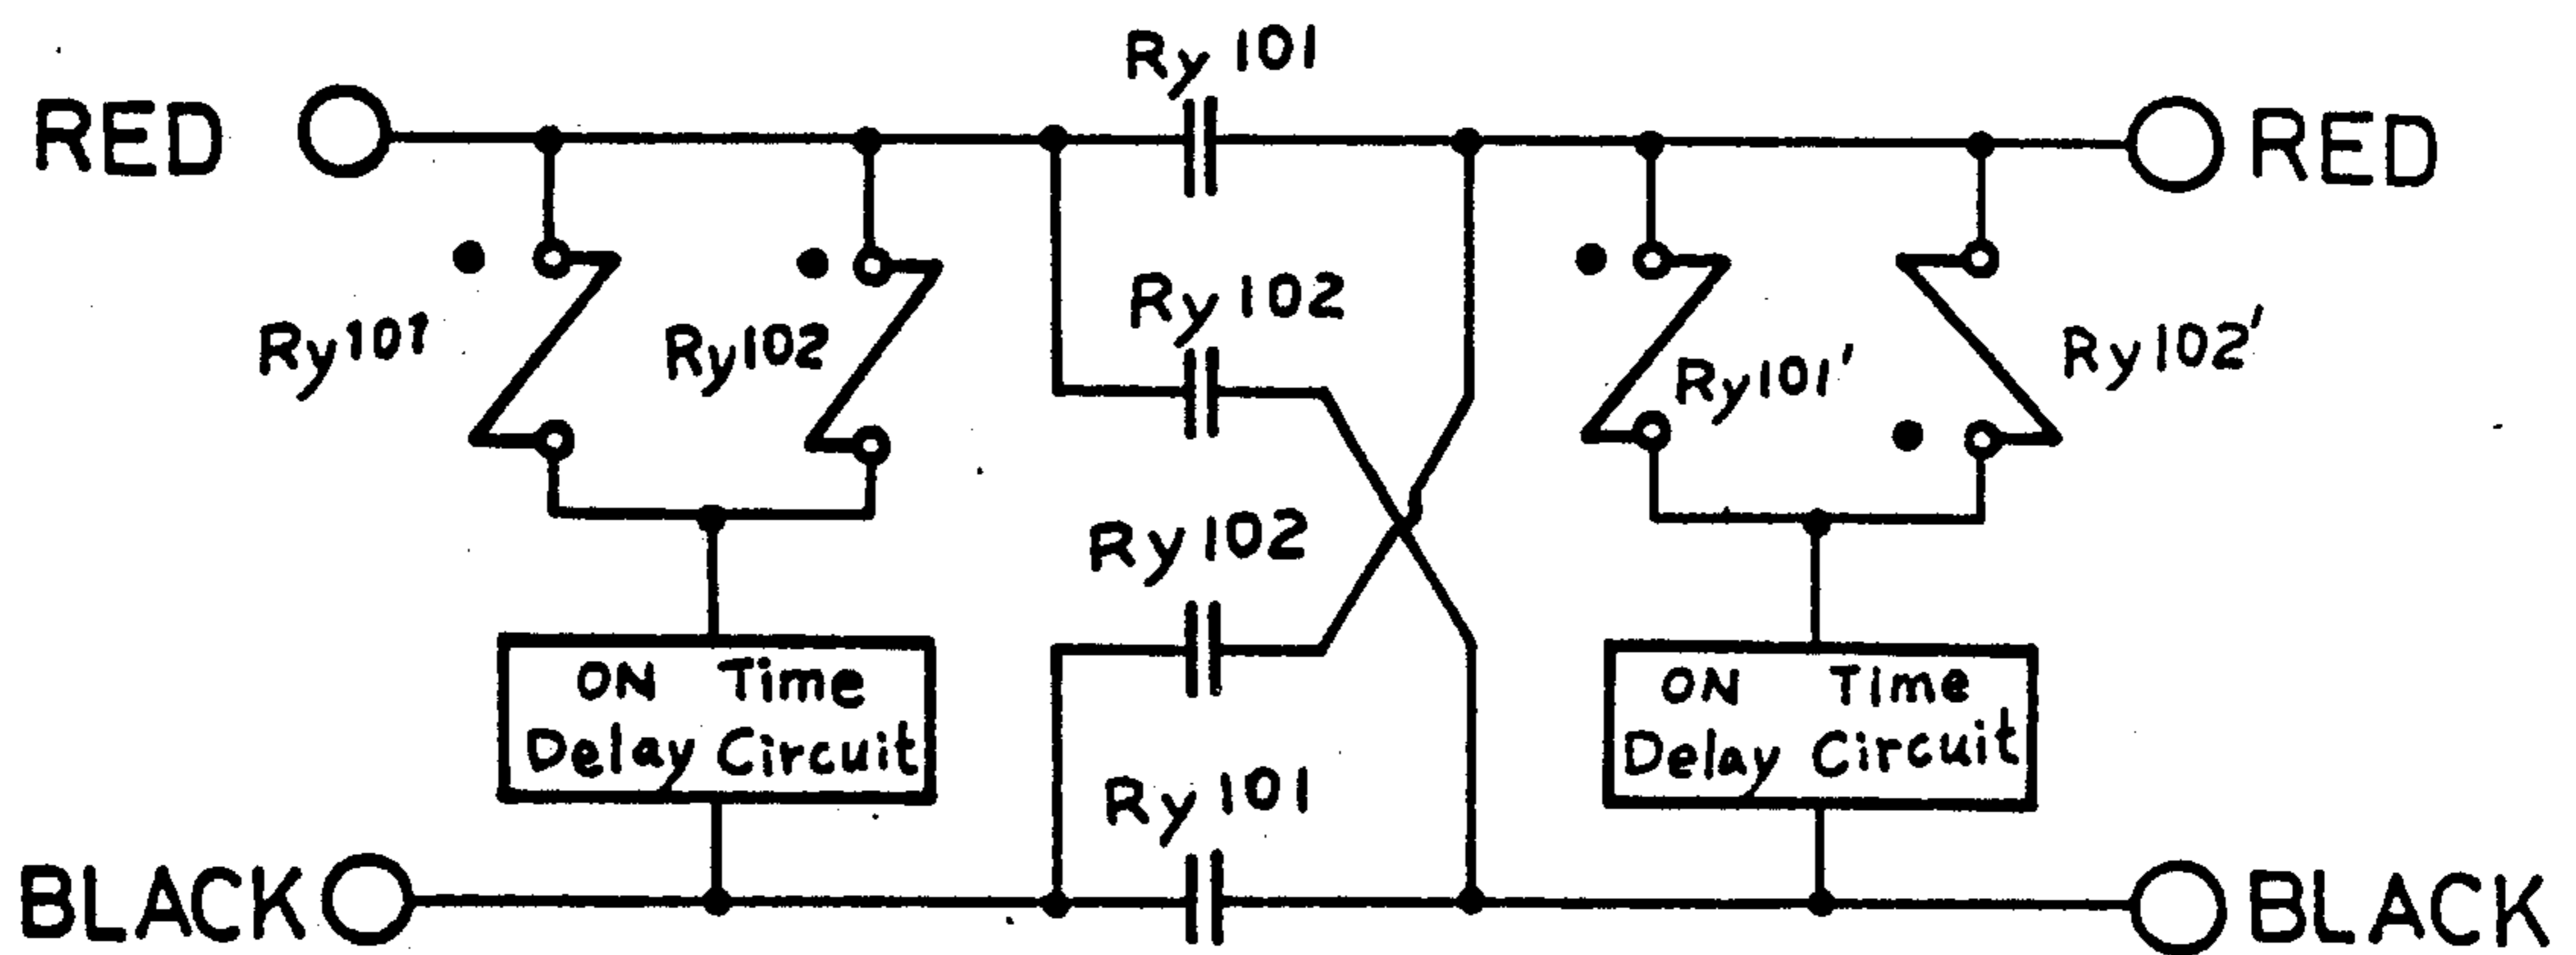 Ry 101
RED
RED
Ry 102
Ry101
Ry102
Ry101'
Ry102'
Ry 102
ON Time
Delay Circuit
ON Time
Delay Circuit
Ry 101
BLACK
BLACK